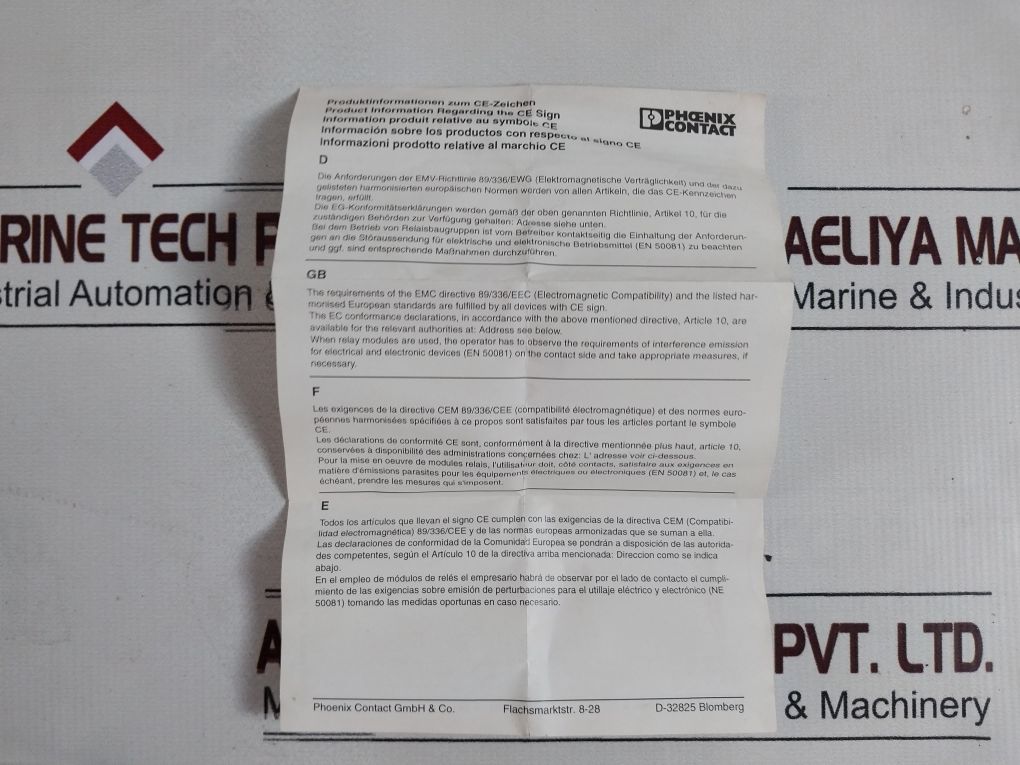 Produktinformationen zum CE-Zeichen
Product Information Regarding the CE Sign
Information produit relative au symbole CE
Información sobre los productos con respecto al signo CE
Informazioni prodotto relative al marchio CE
PHŒNIX
CONTACT
D
Die Anforderungen der EMV-Richtlinie 89/336/EWG (Elektromagnetische Verträglichkeit) und der dazu
gelisteten harmonisierten europäischen Normen werden von allen Artikeln, die das CE-Kennzeichen
tragen, erfüllt.
Die EG-Konformitätserklärungen werden gemäß der oben genannten Richtlinie, Artikel 10, für die
zuständigen Behörden zur Verfügung gehalten: Adresse siehe unten.
Bei dem Betrieb von Relaisbaugruppen ist vom Betreiber kontaktseitig die Einhaltung der Anforderun-
gen an die Störaussendung für elektrische und elektronische Betriebsmittel (EN 50081) zu beachten
und ggf. sind entsprechende Maßnahmen durchzuführen.
GB
The requirements of the EMC directive 89/336/EEC (Electromagnetic Compatibility) and the listed har-
monised European standards are fulfilled by all devices with CE sign.
The EC conformance declarations, in accordance with the above mentioned directive, Article 10, are
available for the relevant authorities at: Address see below.
When relay modules are used, the operator has to observe the requirements of interference emission
for electrical and electronic devices (EN 50081) on the contact side and take appropriate measures, if
necessary.
F
Les exigences de la directive CEM 89/336/CEE (compatibilité électromagnétique) et des normes euro-
péennes harmonisées spécifiées à ce propos sont satisfaites par tous les articles portant le symbole
CE.
Les déclarations de conformité CE sont, conformément à la directive mentionnée plus haut, article 10,
conservées à disponibilité des administrations concernées chez: L' adresse voir ci-dessous.
Pour la mise en oeuvre de modules relais, l'utilisateur doit, côté contacts, satisfaire aux exigences en
matière d'émissions parasites pour les équipements électriques ou électroniques (EN 50081) et, le cas
échéant, prendre les mesures qui s'imposent.
E
Todos los artículos que llevan el signo CE cumplen con las exigencias de la directiva CEM (Compatibi-
lidad electromagnética) 89/336/CEE y de las normas europeas armonizadas que se suman a ella.
Las declaraciones de conformidad de la Comunidad Europea se pondrán a disposición de las autorida-
des competentes, según el Artículo 10 de la directiva arriba mencionada: Direccion como se indica
abajo.
En el empleo de módulos de relés el empresario habrá de observar por el lado de contacto el cumpli-
miento de las exigencias sobre emisión de perturbaciones para el utillaje eléctrico y electrónico (NE
50081) tomando las medidas oportunas en caso necesario.
Phoenix Contact GmbH & Co. Flachsmarktstr. 8-28 D-32825 Blomberg
RINE TECH P
strial Automation &
AELIYA MA
Marine & Indus
A PVT. LTD.
M & Machinery